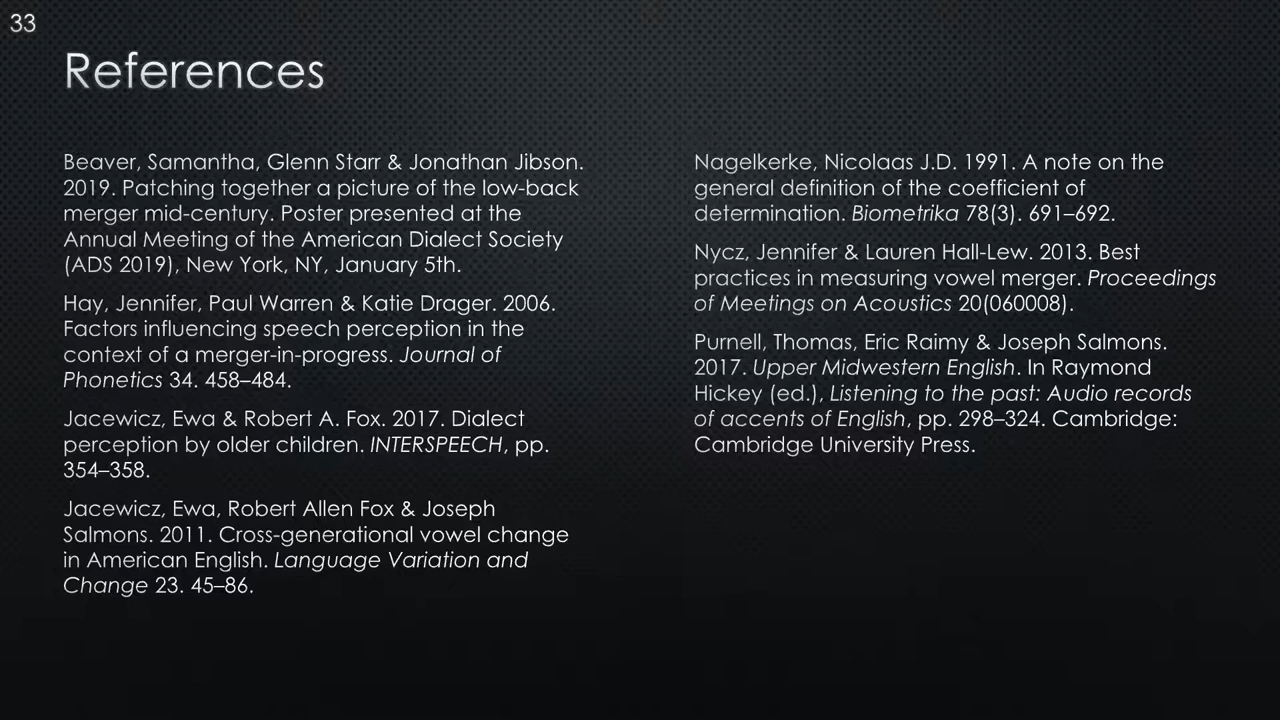 33
References
Beaver, Samantha, Glenn Starr & Jonathan Jibson.
2019. Patching together a picture of the low-back
merger mid-century. Poster presented at the
Annual Meeting of the American Dialect Society
(ADS 2019), New York, NY, January 5th.
Hay, Jennifer, Paul Warren & Katie Drager. 2006.
Factors influencing speech perception in the
context of a merger-in-progress. Journal of
Phonetics 34. 458–484.
Jacewicz, Ewa & Robert A. Fox. 2017. Dialect
perception by older children. INTERSPEECH, pp.
354–358.
Jacewicz, Ewa, Robert Allen Fox & Joseph
Salmons. 2011. Cross-generational vowel change
in American English. Language Variation and
Change 23. 45–86.
Nagelkerke, Nicolaas J.D. 1991. A note on the
general definition of the coefficient of
determination. Biometrika 78(3). 691–692.
Nycz, Jennifer & Lauren Hall-Lew. 2013. Best
practices in measuring vowel merger. Proceedings
of Meetings on Acoustics 20(060008).
Purnell, Thomas, Eric Raimy & Joseph Salmons.
2017. Upper Midwestern English. In Raymond
Hickey (ed.), Listening to the past: Audio records
of accents of English, pp. 298–324. Cambridge:
Cambridge University Press.